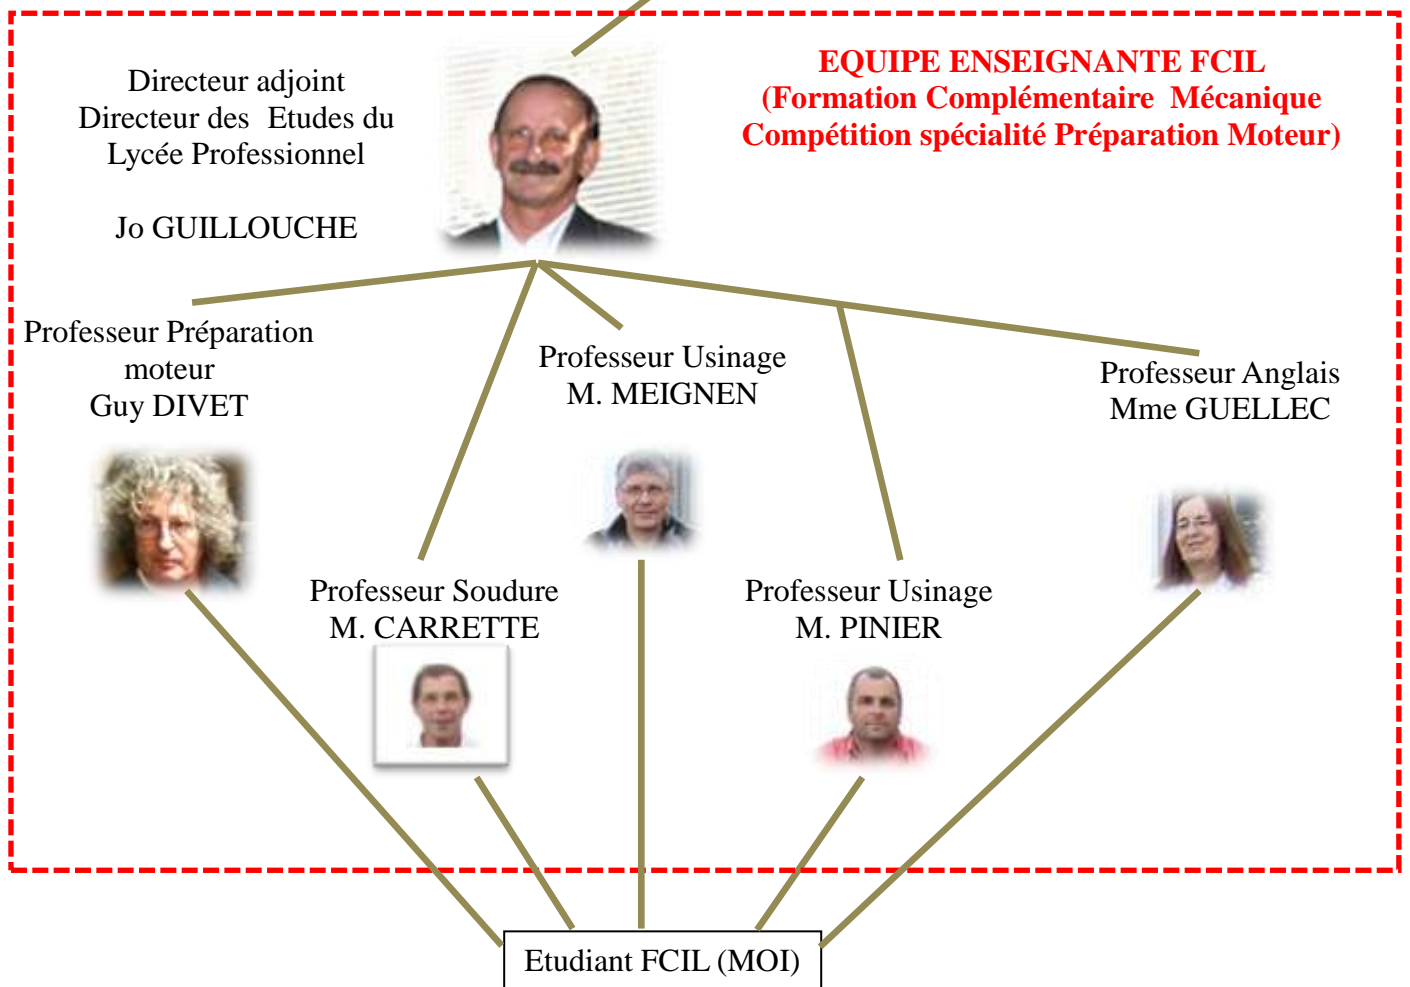 Directeur adjoint
Directeur des Etudes du
Lycée Professionnel
Jo GUILLOUCHE
EQUIPE ENSEIGNANTE FCIL
(Formation Complémentaire Mécanique
Compétition spécialité Préparation Moteur)
Professeur Préparation
moteur
Guy DIVET
Professeur Usinage
M. MEIGNEN
Professeur Anglais
Mme GUELLEC
Professeur Soudure
M. CARRETTE
Professeur Usinage
M. PINIER
Etudiant FCIL (MOI)